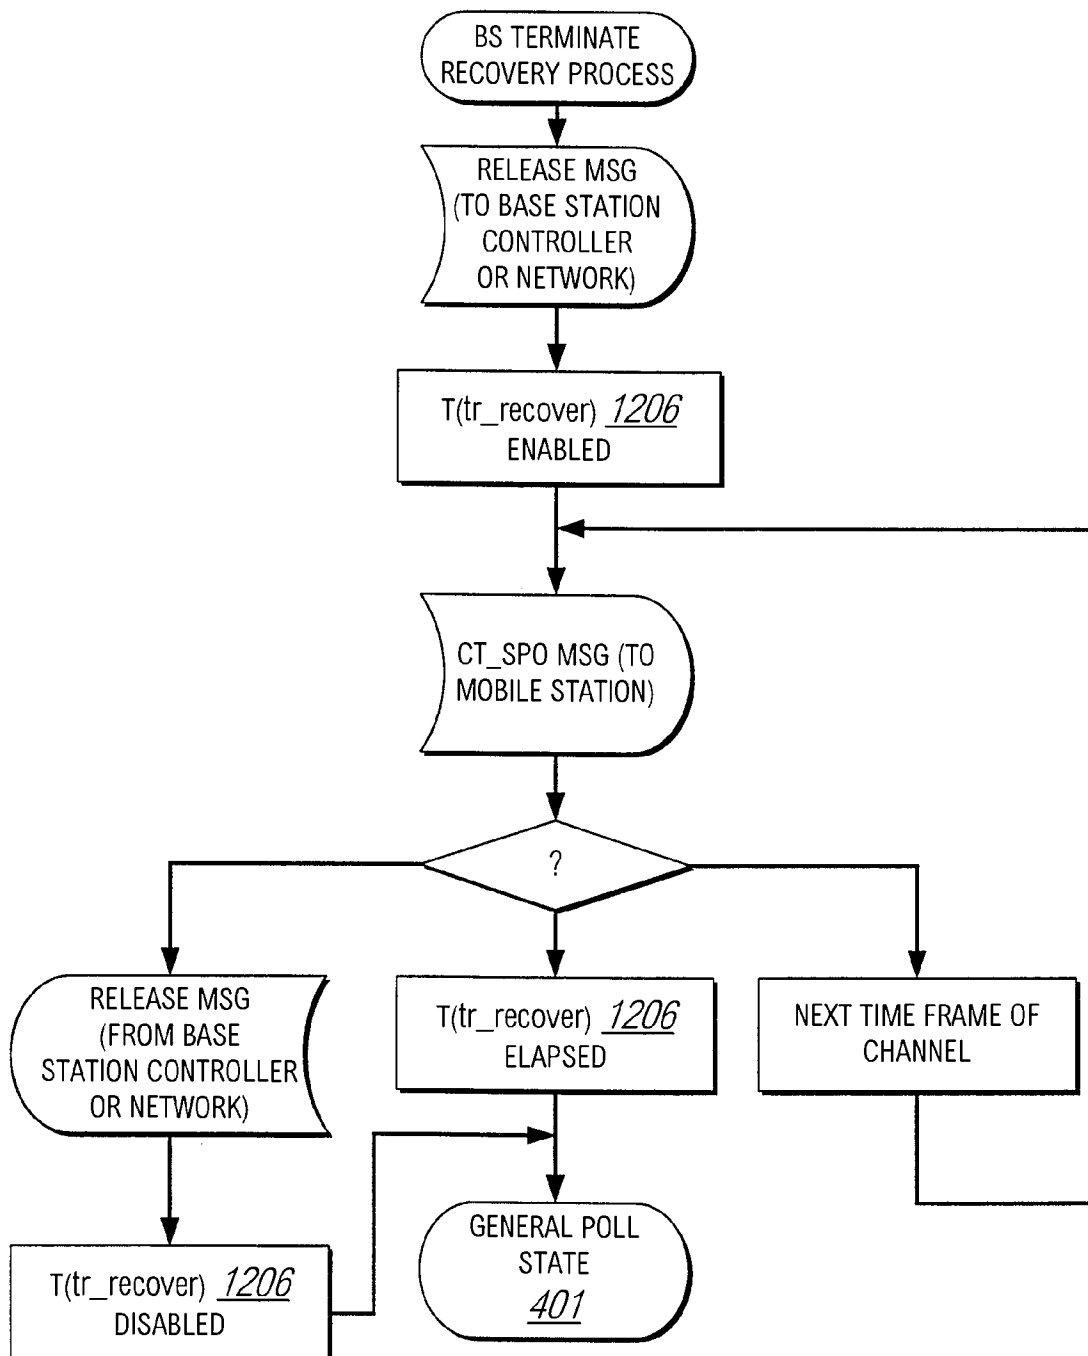 BS TERMINATE
RECOVERY PROCESS
RELEASE MSG
(TO BASE STATION
CONTROLLER
OR NETWORK)
T(tr_recover) 1206
ENABLED
CT_SPO MSG (TO
MOBILE STATION)
?
RELEASE MSG
(FROM BASE
STATION CONTROLLER
OR NETWORK)
T(tr_recover) 1206
ELAPSED
NEXT TIME FRAME OF
CHANNEL
T(tr_recover) 1206
DISABLED
GENERAL POLL
STATE
401